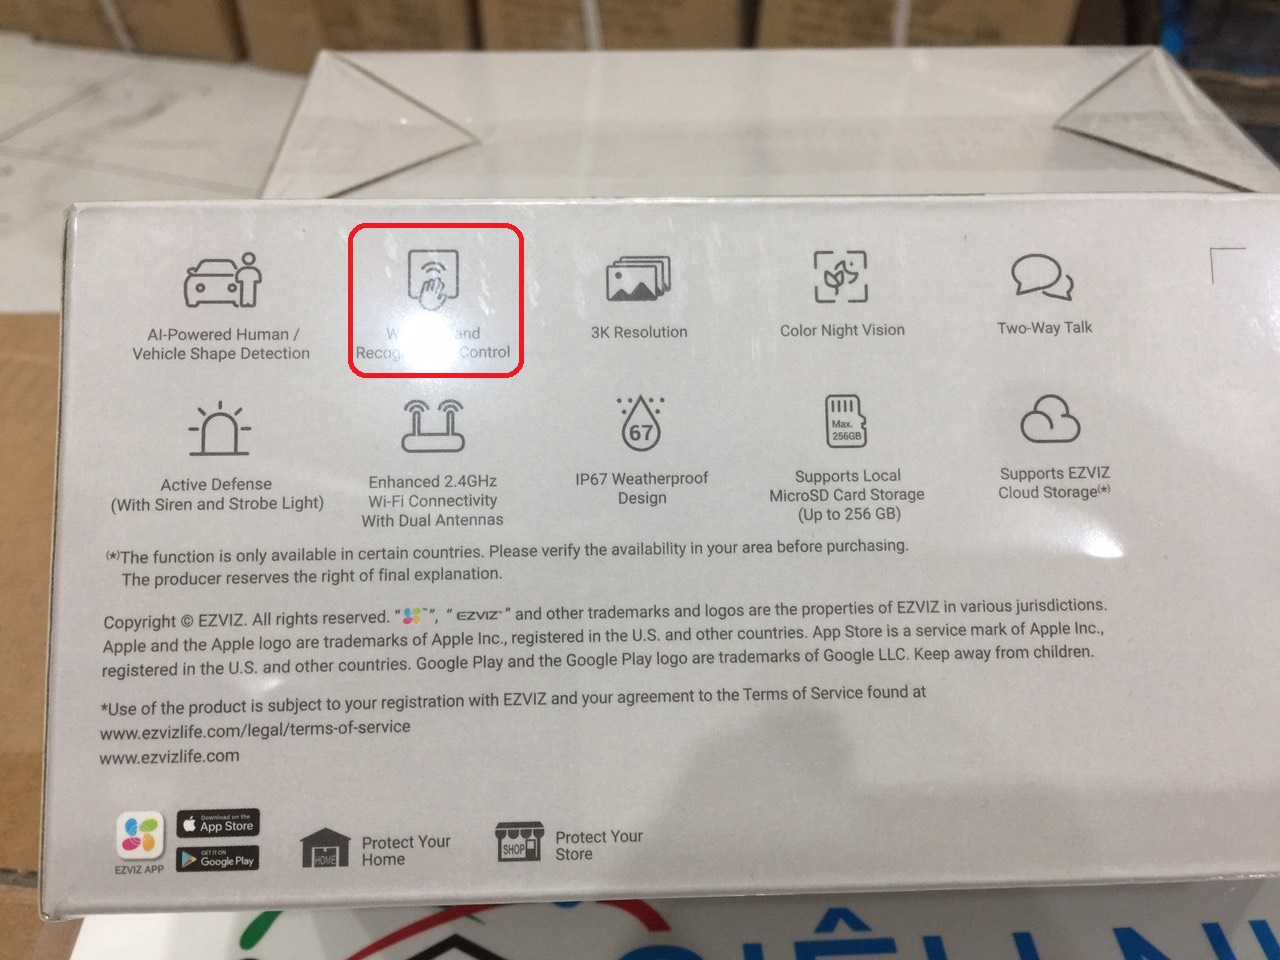 AI-Powered Human /
Vehicle Shape Detection
and
Control
3K Resolution
Color Night Vision
Two-Way Talk
Active Defense
(With Siren and Strobe Light)
Enhanced 2.4GHz
Wi-Fi Connectivity
With Dual Antennas
67
IP67 Weatherproof
Design
Max.
256GB
Supports Local
MicroSD Card Storage
(Up to 256 GB)
Supports EZVIZ
Cloud Storage(*)
(*)The function is only available in certain countries. Please verify the availability in your area before purchasing.
The producer reserves the right of final explanation.
Copyright © EZVIZ. All rights reserved. “ ”, “ EZVIZ ” and other trademarks and logos are the properties of EZVIZ in various jurisdictions.
Apple and the Apple logo are trademarks of Apple Inc., registered in the U.S. and other countries. App Store is a service mark of Apple Inc.,
registered in the U.S. and other countries. Google Play and the Google Play logo are trademarks of Google LLC. Keep away from children.
*Use of the product is subject to your registration with EZVIZ and your agreement to the Terms of Service found at
www.ezvizlife.com/legal/terms-of-service
www.ezvizlife.com
EZVIZ APP
Download on the
App Store
GET IT ON
Google Play
HOME
Protect Your
Home
SHOP
Protect Your
Store